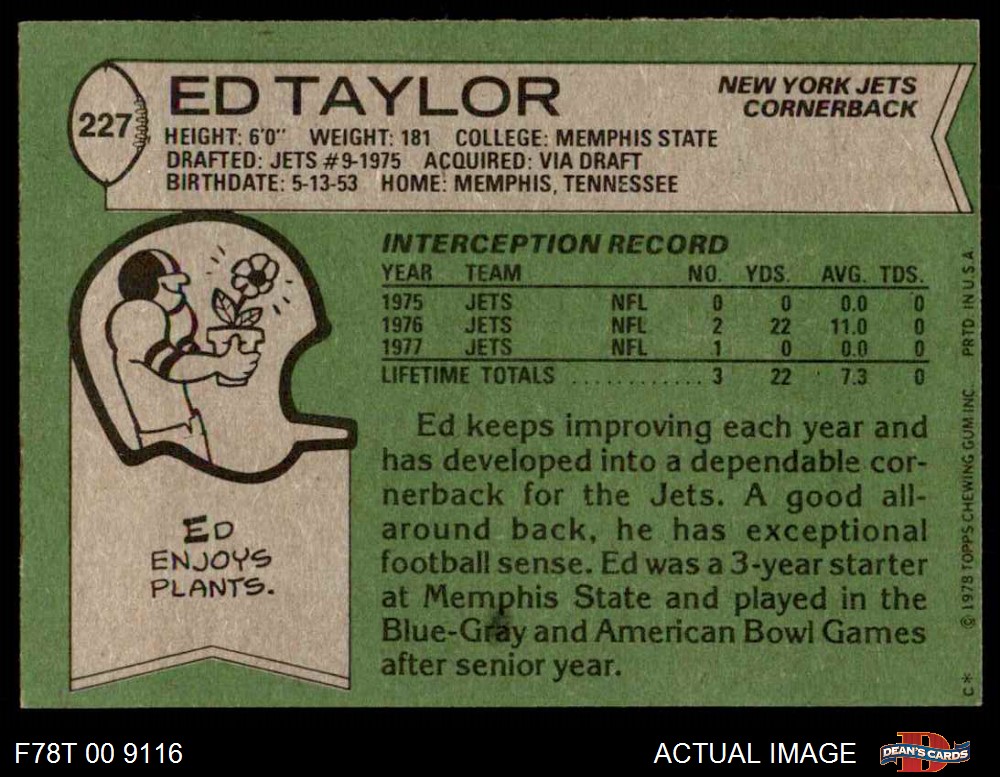 227
ED TAYLOR
NEW YORK JETS
CORNERBACK
HEIGHT: 6'0" WEIGHT: 181 COLLEGE: MEMPHIS STATE
DRAFTED: JETS #9-1975 ACQUIRED: VIA DRAFT
BIRTHDATE: 5-13-53 HOME: MEMPHIS, TENNESSEE
INTERCEPTION RECORD
YEAR TEAM NO. YDS. AVG. TDS.
1975 JETS NFL 0 0 0.0 0
1976 JETS NFL 2 22 11.0 0
1977 JETS NFL 1 0 0.0 0
LIFETIME TOTALS ............ 3 22 7.3 0
Ed keeps improving each year and
has developed into a dependable cor-
nerback for the Jets. A good all-
around back, he has exceptional
football sense. Ed was a 3-year starter
at Memphis State and played in the
Blue-Gray and American Bowl Games
after senior year.
ED
ENJOYS
PLANTS.
C* © 1978 TOPPS CHEWING GUM INC. PRTD. IN U.S.A.
F78T 00 9116
ACTUAL IMAGE
DEAN'S CARDS